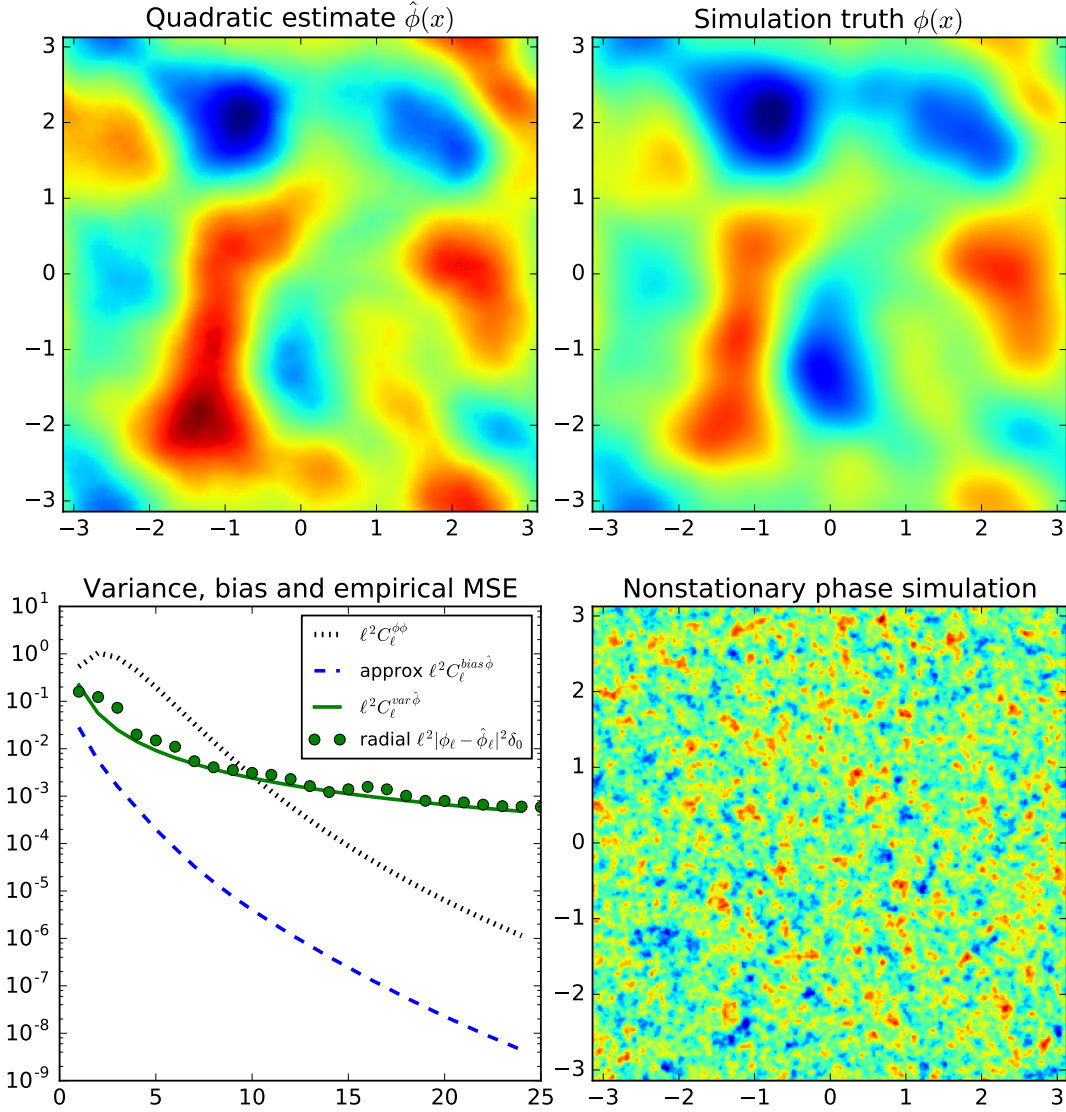 Quadratic estimate $\hat{\phi}(x)$
3
2
1
0
−1
−2
−3
−3 −2 −1 0 1 2 3
Simulation truth $\phi(x)$
3
2
1
0
−1
−2
−3
−3 −2 −1 0 1 2 3
Variance, bias and empirical MSE
$10^{1}$
$10^{0}$
$10^{-1}$
$10^{-2}$
$10^{-3}$
$10^{-4}$
$10^{-5}$
$10^{-6}$
$10^{-7}$
$10^{-8}$
$10^{-9}$
0 5 10 15 20 25
$\ell^2 C_\ell^{\phi\phi}$
approx $\ell^2 C_\ell^{bias\,\hat{\phi}}$
$\ell^2 C_\ell^{var\,\hat{\phi}}$
radial $\ell^2|\phi_\ell - \hat{\phi}_\ell|^2\delta_0$
Nonstationary phase simulation
3
2
1
0
−1
−2
−3
−3 −2 −1 0 1 2 3